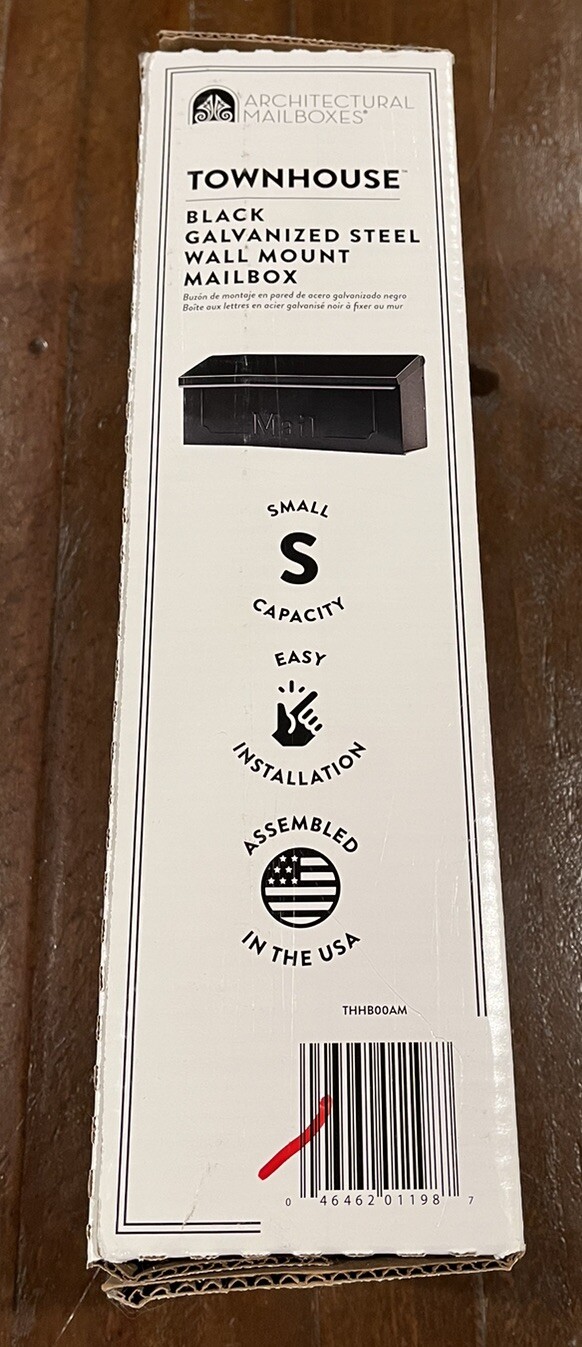 ARCHITECTURAL
MAILBOXES®
TOWNHOUSE™
BLACK
GALVANIZED STEEL
WALL MOUNT
MAILBOX
Buzón de montaje en pared de acero galvanizado negro
Boîte aux lettres en acier galvanisé noir à fixer au mur
Mail
SMALL
S
CAPACITY
EASY
INSTALLATION
ASSEMBLED
IN THE USA
THHB00AM
0 46462 01198 7